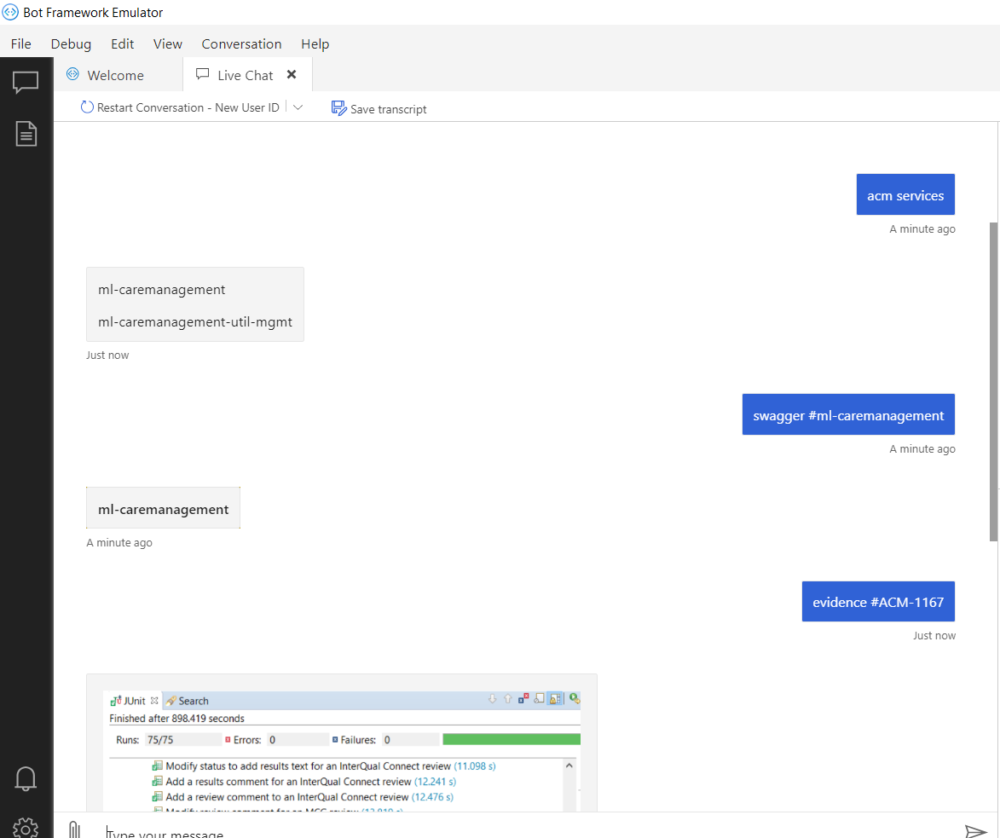 Bot Framework Emulator
File Debug Edit View Conversation Help
Welcome Live Chat
Restart Conversation - New User ID Save transcript
acm services
A minute ago
ml-caremanagement
ml-caremanagement-util-mgmt
Just now
swagger #ml-caremanagement
A minute ago
ml-caremanagement
A minute ago
evidence #ACM-1167
Just now
JUnit Search
Finished after 898.419 seconds
Runs: 75/75 Errors: 0 Failures: 0
Modify status to add results text for an InterQual Connect review (11.098 s)
Add a results comment for an InterQual Connect review (12.241 s)
Add a review comment to an InterQual Connect review (12.476 s)
Modify review comment for an MCG review
Type your message